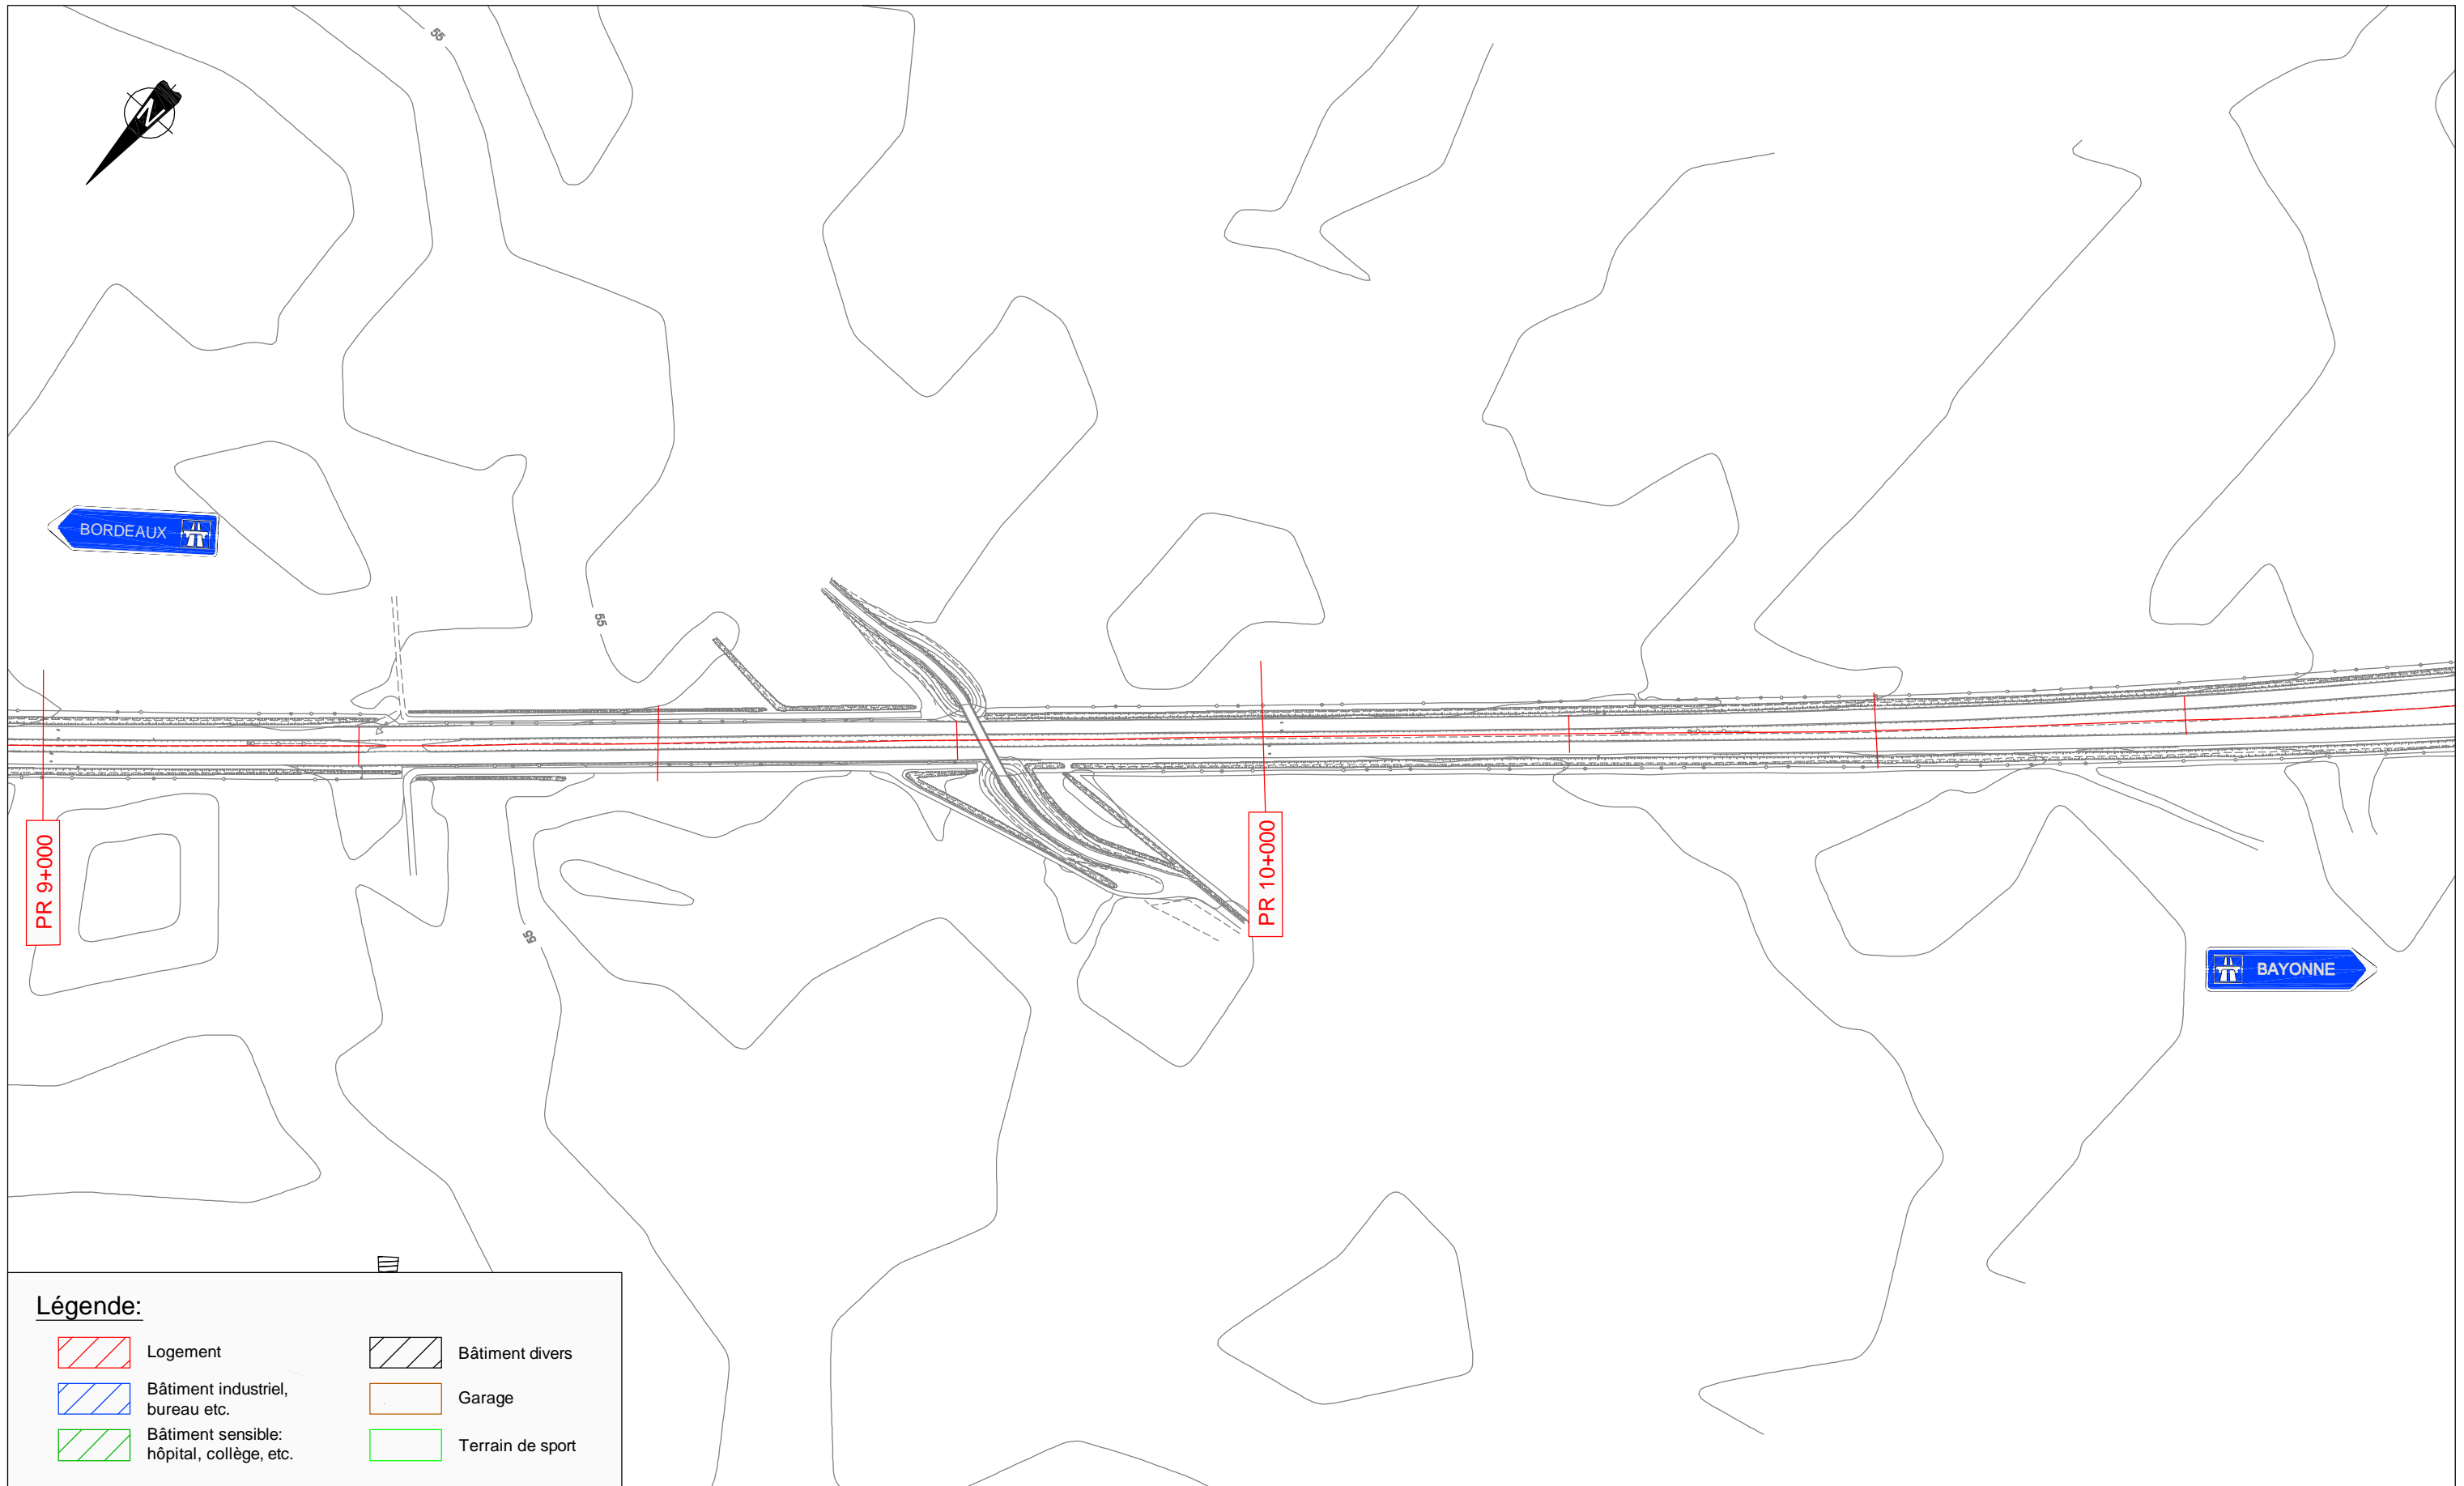 55
N
BORDEAUX
55
PR 9+000
PR 10+000
55
BAYONNE
Légende:
Logement
Bâtiment industriel,
bureau etc.
Bâtiment sensible:
hôpital, collège, etc.
Bâtiment divers
Garage
Terrain de sport